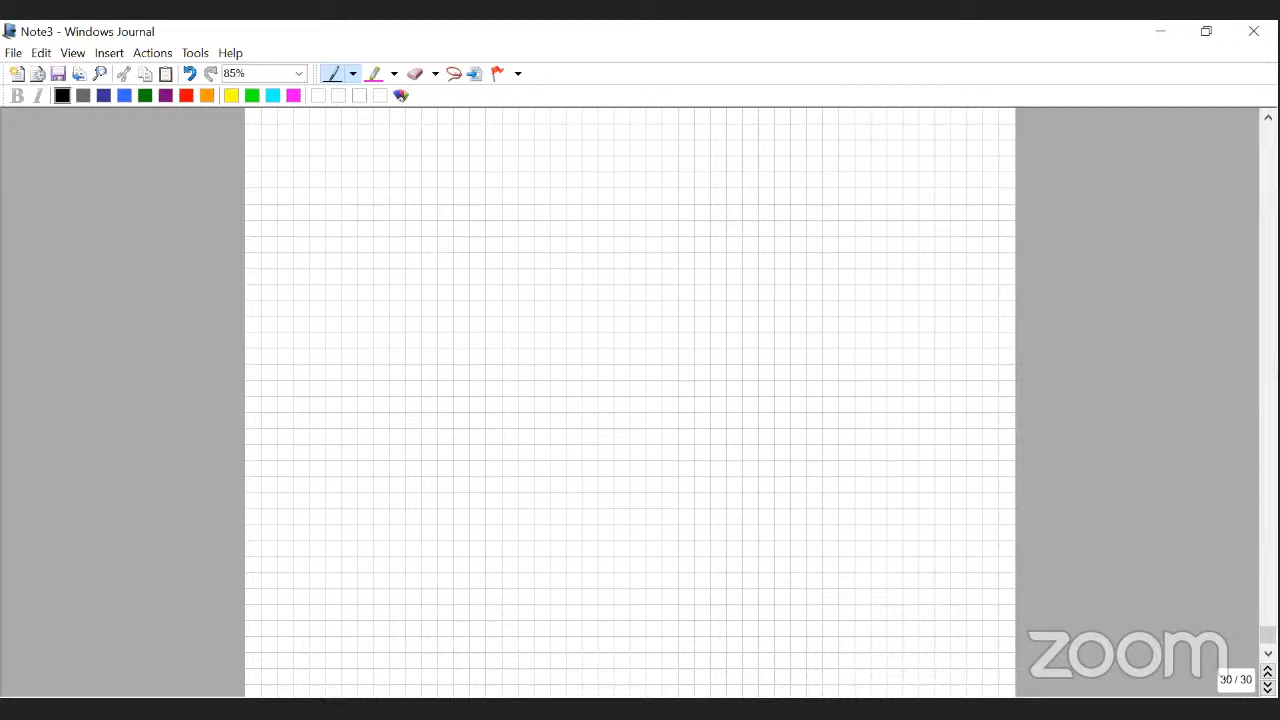 Note3 - Windows Journal
File Edit View Insert Actions Tools Help
85%
B I
zoom
30 / 30